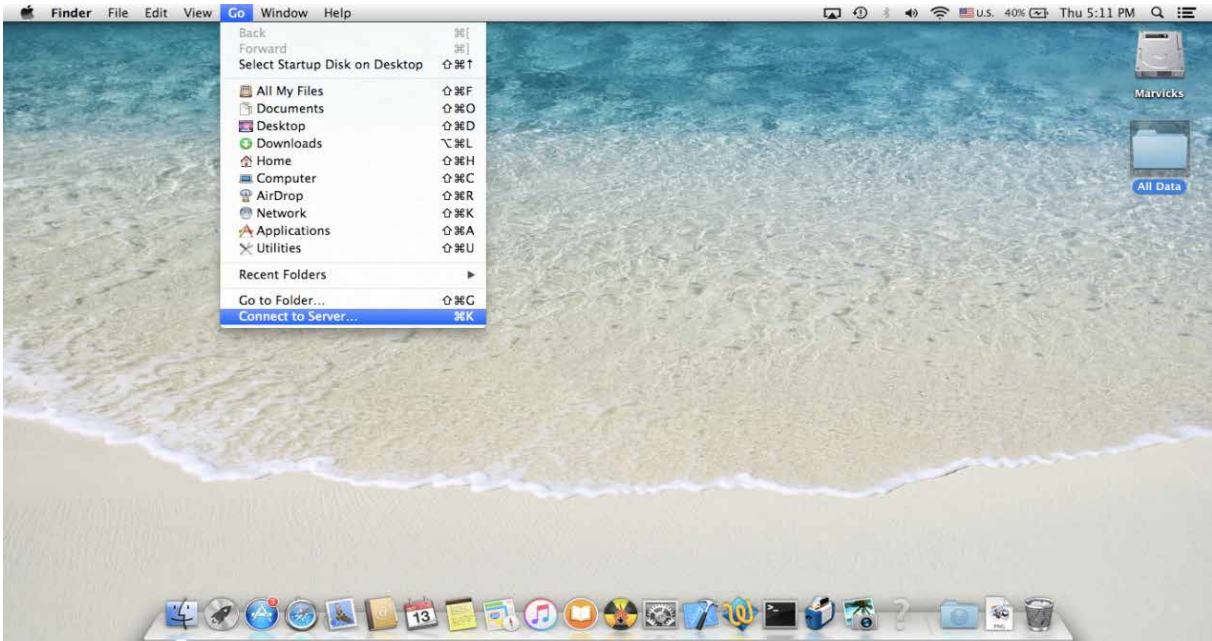 Finder File Edit View Go Window Help U.S. 40% Thu 5:11 PM
Back ⌘[
Forward ⌘]
Select Startup Disk on Desktop ⇧⌘↑
All My Files ⇧⌘F
Documents ⇧⌘O
Desktop ⇧⌘D
Downloads ⌥⌘L
Home ⇧⌘H
Computer ⇧⌘C
AirDrop ⇧⌘R
Network ⇧⌘K
Applications ⇧⌘A
Utilities ⇧⌘U
Recent Folders ▶
Go to Folder... ⇧⌘G
Connect to Server... ⌘K
Marvicks
All Data
13
PNG